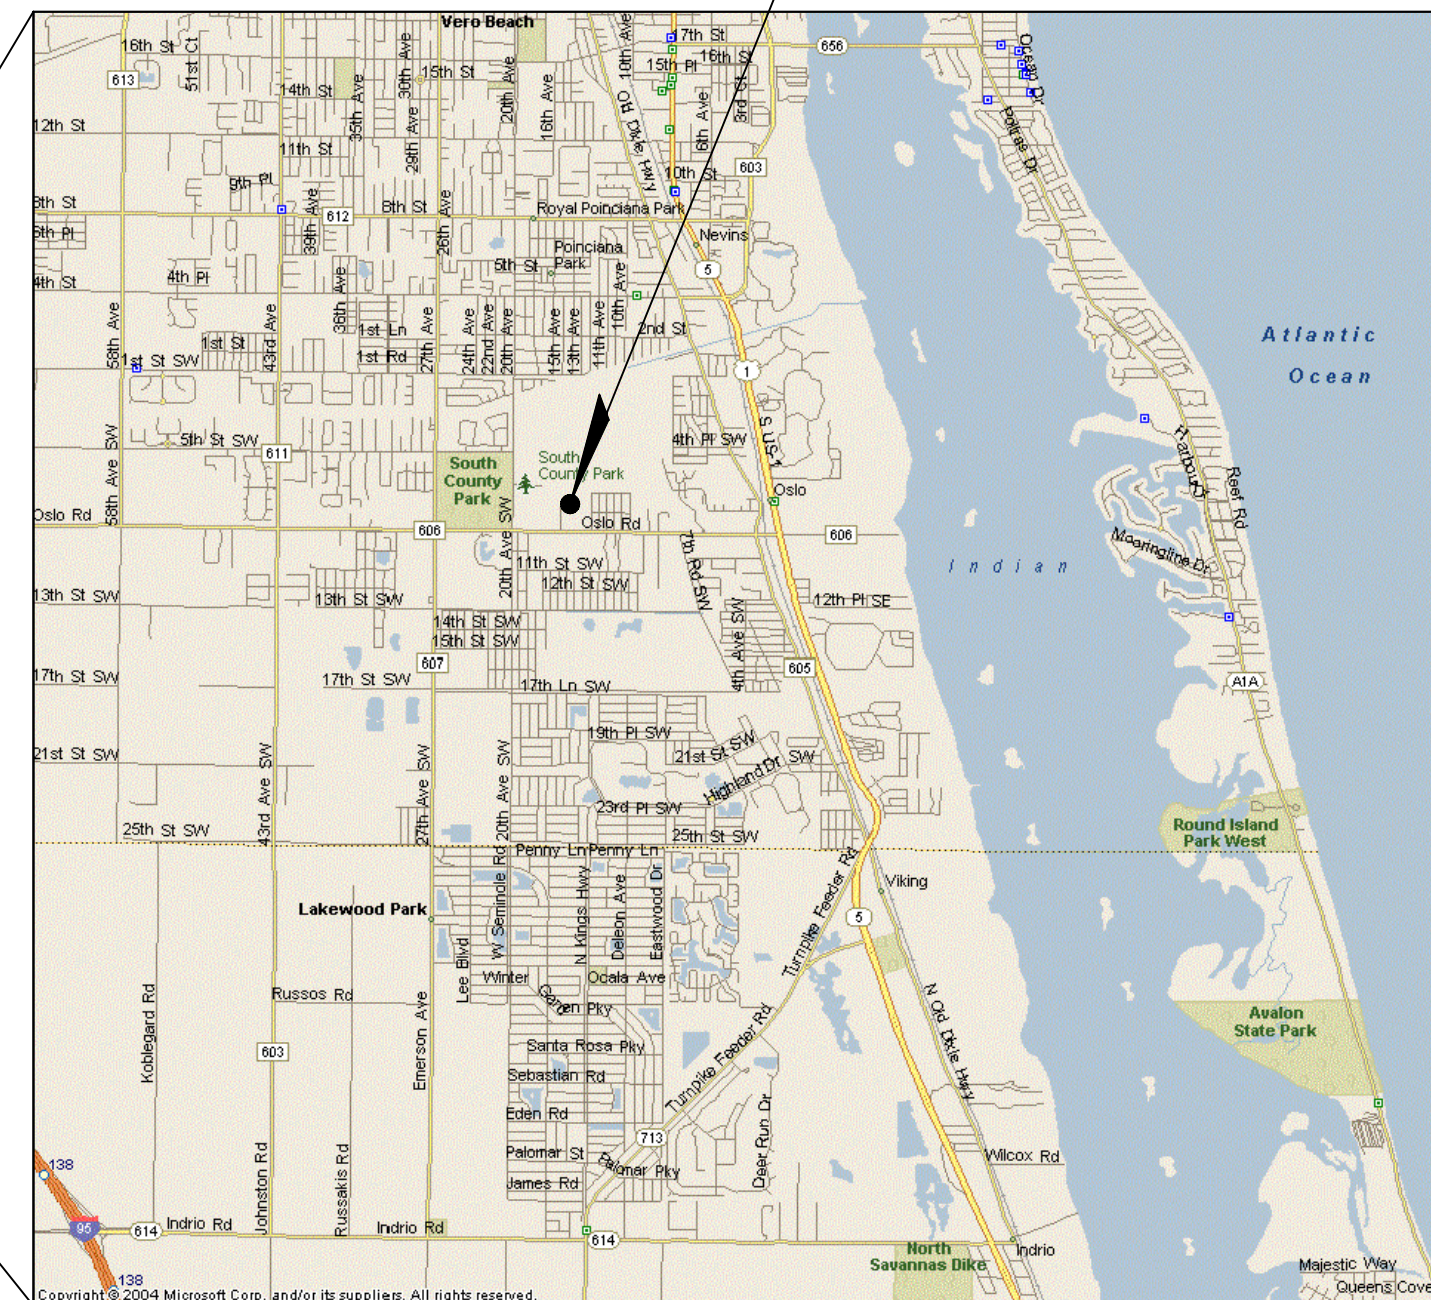 Vero Beach
16th St
51st Ct
613
14th St
35th Ave
30th Ave
15th St
20th Ave
16th Ave
10th Ave
17th St
16th St
15th Pl
3rd St
656
Ocean Dr
12th St
11th St
29th Ave
Old Dixie Hwy
6th Ave
603
Poitras Dr
9th Pl
10th St
8th St
39th Ave
612
8th St
26th Ave
Royal Poinciana Park
6th Pl
Nevins
Poinciana
Park
5th St
5
4th St
4th Pl
36th Ave
10th Ave
58th Ave
43rd Ave
1st Ln
27th Ave
24th Ave
22nd Ave
20th Ave
15th Ave
13th Ave
11th Ave
2nd St
Atlantic
Ocean
1st St
1st Rd
1st St SW
1
S US-1
5th St SW
611
4th Pl SW
58th Ave SW
South
County
Park
South
County Park
Harbour Dr
Reef Rd
Oslo
Oslo Rd
606
20th Ave SW
Oslo Rd
606
Mooringline Dr
Indian
11th St SW
12th St SW
7th Rd SW
13th St SW
13th St SW
4th Ave SW
12th Pl SE
14th St SW
15th St SW
607
605
17th St SW
17th St SW
17th Ln SW
A1A
19th Pl SW
21st St SW
21st St SW
Highland Dr SW
43rd Ave SW
27th Ave SW
20th Ave SW
23rd Pl SW
25th St SW
25th St SW
Round Island
Park West
Penny Ln
Penny Ln
W Seminole Rd
N Kings Hwy
Deleon Ave
Eastwood Dr
Turnpike Feeder Rd
Viking
Lakewood Park
5
Lee Blvd
Winter
Garden Pky
Ocala Ave
Koblegard Rd
Russos Rd
Emerson Ave
N Old Dixie Hwy
Avalon
State Park
603
Santa Rosa Pky
Turnpike Feeder Rd
Sebastian Rd
Eden Rd
Deer Run Dr
713
Palomar St
Palomar Pky
James Rd
Wilcox Rd
138
95
614
Indrio Rd
Johnston Rd
Russakis Rd
Indrio Rd
614
Indrio
North
Savannas Dike
Majestic Way
Queens Cove
138
Copyright © 2004 Microsoft Corp. and/or its suppliers. All rights reserved.